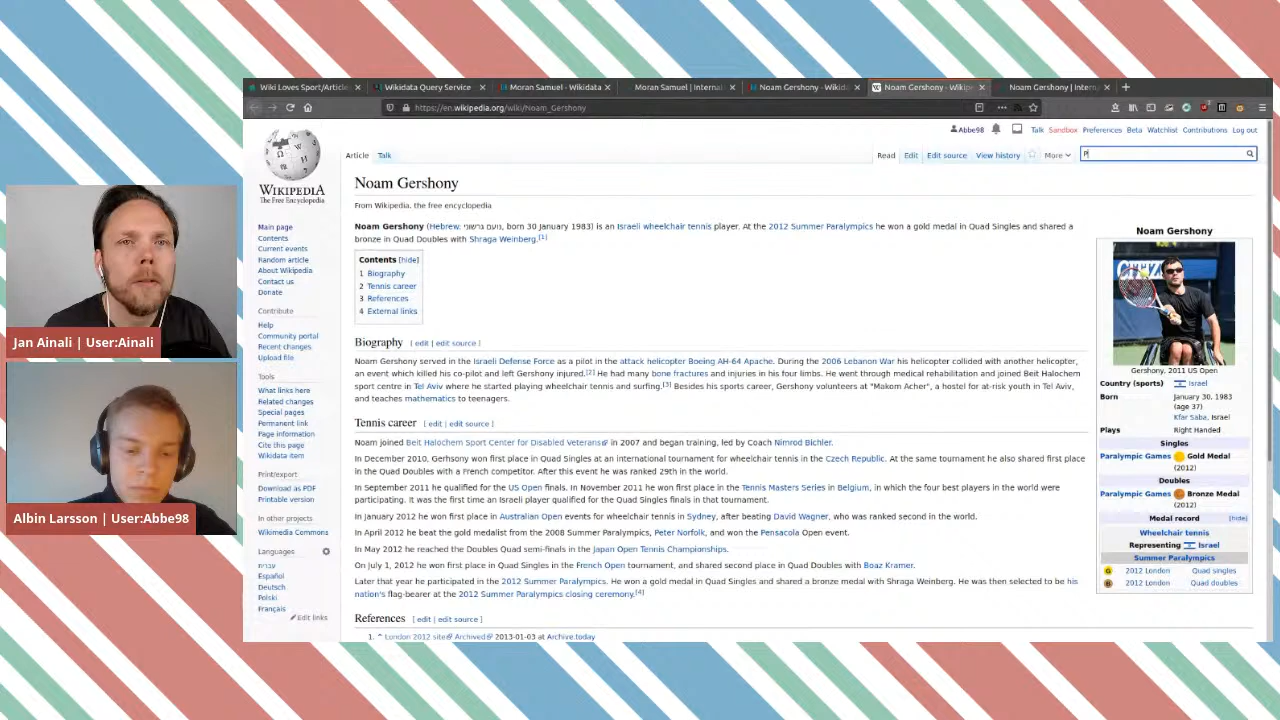 Wiki Loves Sport/Article
Wikidata Query Service
Moran Samuel - Wikidata
Moran Samuel | Internat
Noam Gershony - Wikida
Noam Gershony - Wikip
Noam Gershony | Intern
https://en.wikipedia.org/wiki/Noam_Gershony
Abbe98 Talk Sandbox Preferences Beta Watchlist Contributions Log out
Article Talk Read Edit Edit source View history More P
WIKIPEDIA
The Free Encyclopedia
Main page
Contents
Current events
Random article
About Wikipedia
Contact us
Donate
Contribute
Help
Community portal
Recent changes
Upload file
Tools
What links here
Related changes
Special pages
Permanent link
Page information
Cite this page
Wikidata item
Print/export
Download as PDF
Printable version
In other projects
Wikimedia Commons
Languages
עברית
Español
Deutsch
Polski
Français
Edit links
Noam Gershony
From Wikipedia, the free encyclopedia
Noam Gershony (Hebrew: נועם גרשוני, born 30 January 1983) is an Israeli wheelchair tennis player. At the 2012 Summer Paralympics he won a gold medal in Quad Singles and shared a
bronze in Quad Doubles with Shraga Weinberg.[1]
Contents [hide]
1 Biography
2 Tennis career
3 References
4 External links
Biography [ edit | edit source ]
Noam Gershony served in the Israeli Defense Force as a pilot in the attack helicopter Boeing AH-64 Apache. During the 2006 Lebanon War his helicopter collided with another helicopter,
an event which killed his co-pilot and left Gershony injured.[2] He had many bone fractures and injuries in his four limbs. He went through medical rehabilitation and joined Beit Halochem
sport centre in Tel Aviv where he started playing wheelchair tennis and surfing.[3] Besides his sports career, Gershony volunteers at "Makom Acher", a hostel for at-risk youth in Tel Aviv,
and teaches mathematics to teenagers.
Tennis career [ edit | edit source ]
Noam joined Beit Halochem Sport Center for Disabled Veterans in 2007 and began training, led by Coach Nimrod Bichler.
In December 2010, Gerhsony won first place in Quad Singles at an international tournament for wheelchair tennis in the Czech Republic. At the same tournament he also shared first place
in the Quad Doubles with a French competitor. After this event he was ranked 29th in the world.
In September 2011 he qualified for the US Open finals. In November 2011 he won first place in the Tennis Masters Series in Belgium, in which the four best players in the world were
participating. It was the first time an Israeli player qualified for the Quad Singles finals in that tournament.
In January 2012 he won first place in Australian Open events for wheelchair tennis in Sydney, after beating David Wagner, who was ranked second in the world.
In April 2012 he beat the gold medalist from the 2008 Summer Paralympics, Peter Norfolk, and won the Pensacola Open event.
In May 2012 he reached the Doubles Quad semi-finals in the Japan Open Tennis Championships.
On July 1, 2012 he won first place in Quad Singles in the French Open tournament, and shared second place in Quad Doubles with Boaz Kramer.
Later that year he participated in the 2012 Summer Paralympics. He won a gold medal in Quad Singles and shared a bronze medal with Shraga Weinberg. He was then selected to be his
nation's flag-bearer at the 2012 Summer Paralympics closing ceremony.[4]
References [ edit | edit source ]
1. ^ London 2012 site Archived 2013-01-03 at Archive.today
Noam Gershony
Gershony, 2011 US Open
Country (sports) Israel
Born January 30, 1983
(age 37)
Kfar Saba, Israel
Plays Right Handed
Singles
Paralympic Games Gold Medal
(2012)
Doubles
Paralympic Games Bronze Medal
(2012)
Medal record [hide]
Wheelchair tennis
Representing Israel
Summer Paralympics
G 2012 London Quad singles
B 2012 London Quad doubles
Jan Ainali | User:Ainali
Albin Larsson | User:Abbe98